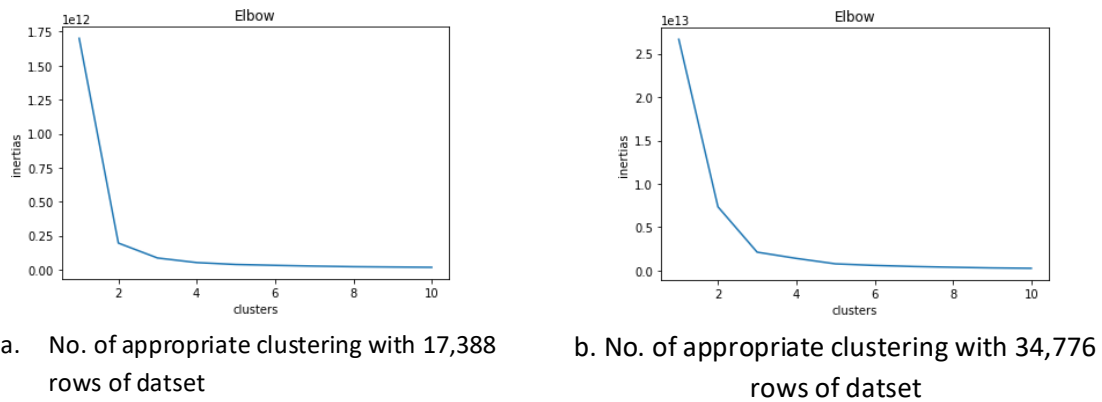 Elbow
1e12
1.75
1.50
1.25
1.00
0.75
0.50
0.25
0.00
inertias
2 4 6 8 10
clusters
a. No. of appropriate clustering with 17,388
rows of datset
Elbow
1e13
2.5
2.0
1.5
1.0
0.5
0.0
inertias
2 4 6 8 10
clusters
b. No. of appropriate clustering with 34,776
rows of datset